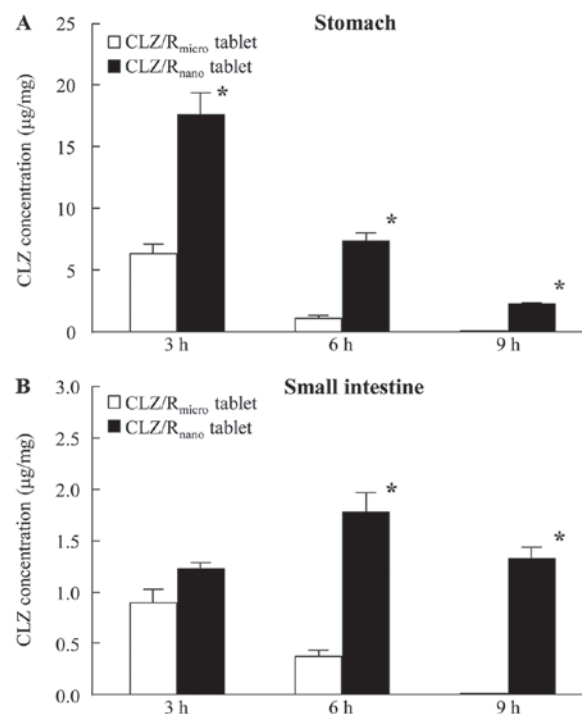 A Stomach
25
20
15
10
5
0
CLZ concentration (µg/mg)
CLZ/Rmicro tablet
CLZ/Rnano tablet
*
*
*
3 h 6 h 9 h
B Small intestine
3.0
2.5
2.0
1.5
1.0
0.5
0.0
CLZ concentration (µg/mg)
CLZ/Rmicro tablet
CLZ/Rnano tablet
*
*
3 h 6 h 9 h